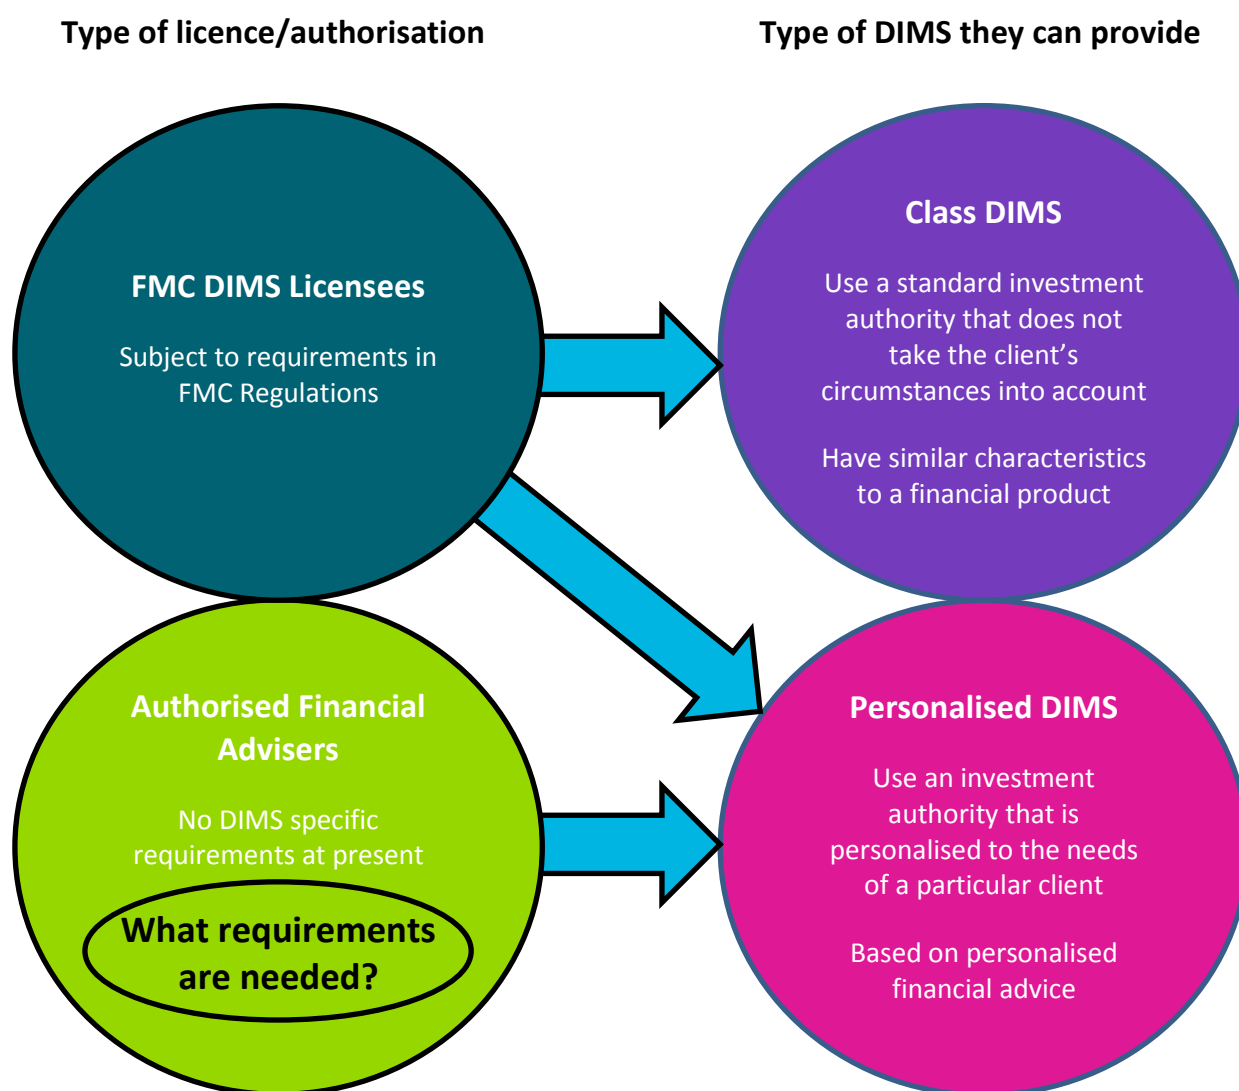 Type of licence/authorisation
Type of DIMS they can provide
FMC DIMS Licensees
Subject to requirements in
FMC Regulations
Class DIMS
Use a standard investment
authority that does not
take the client’s
circumstances into account
Have similar characteristics
to a financial product
Authorised Financial
Advisers
No DIMS specific
requirements at present
What requirements
are needed?
Personalised DIMS
Use an investment
authority that is
personalised to the needs
of a particular client
Based on personalised
financial advice